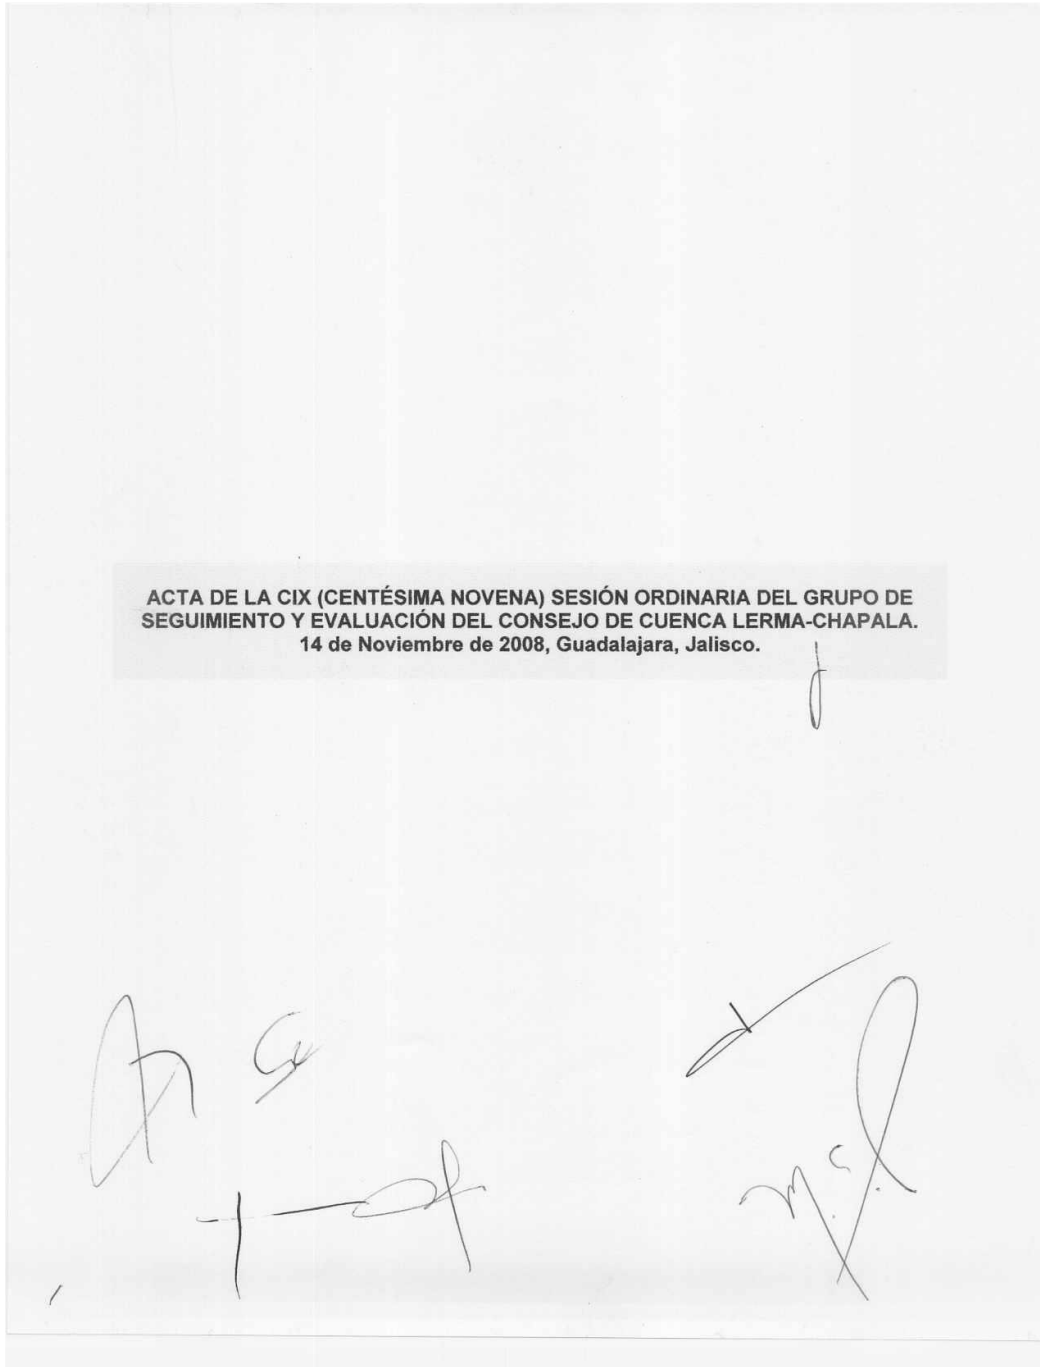 ACTA DE LA CIX (CENTÉSIMA NOVENA) SESIÓN ORDINARIA DEL GRUPO DE
SEGUIMIENTO Y EVALUACIÓN DEL CONSEJO DE CUENCA LERMA-CHAPALA.
14 de Noviembre de 2008, Guadalajara, Jalisco.